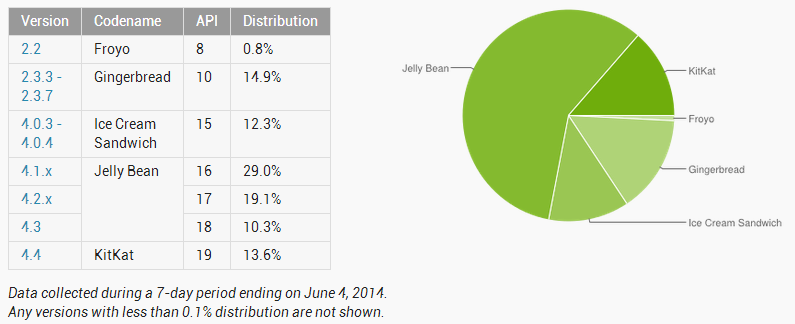 Version Codename API Distribution
2.2 Froyo 8 0.8%
2.3.3 - Gingerbread 10 14.9%
2.3.7
4.0.3 - Ice Cream 15 12.3%
4.0.4 Sandwich
4.1.x Jelly Bean 16 29.0%
4.2.x 17 19.1%
4.3 18 10.3%
4.4 KitKat 19 13.6%
Jelly Bean
KitKat
Froyo
Gingerbread
Ice Cream Sandwich
Data collected during a 7-day period ending on June 4, 2014.
Any versions with less than 0.1% distribution are not shown.